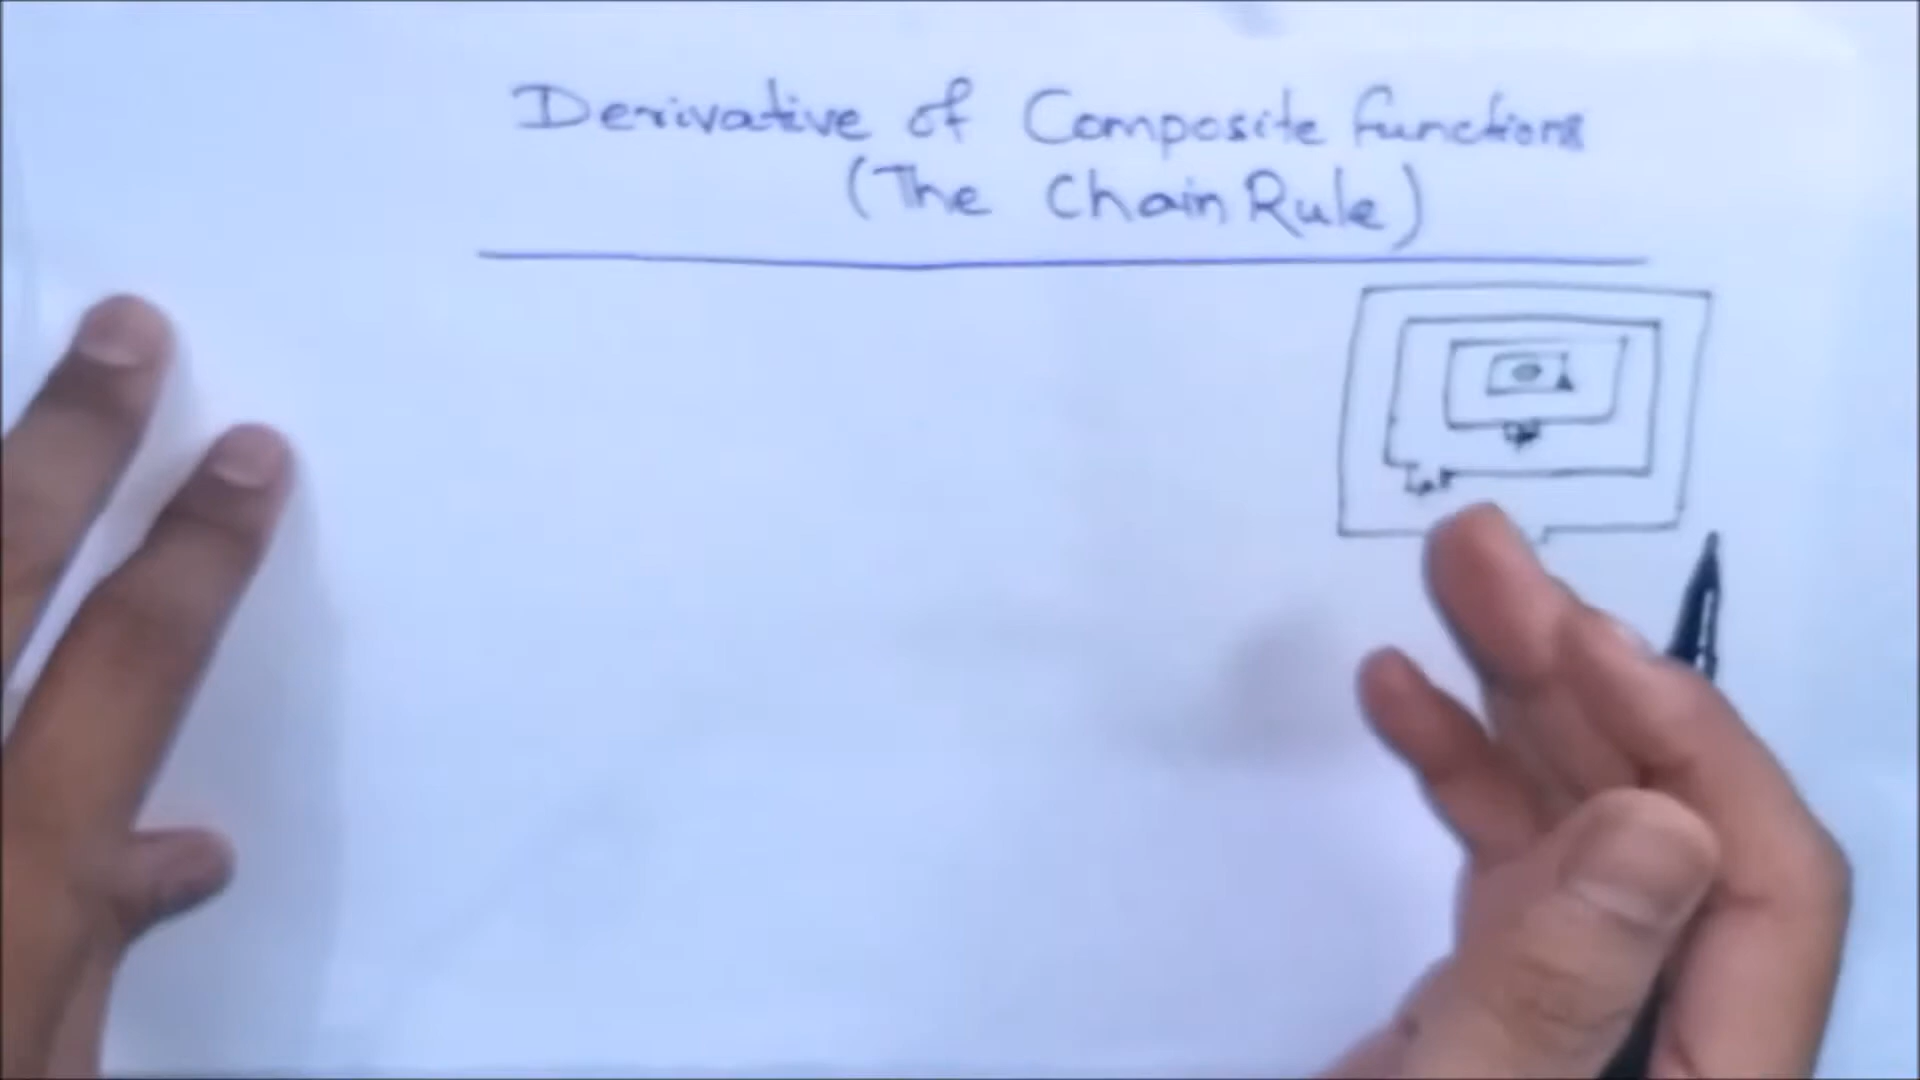 Derivative of Composite functions
(The Chain Rule)